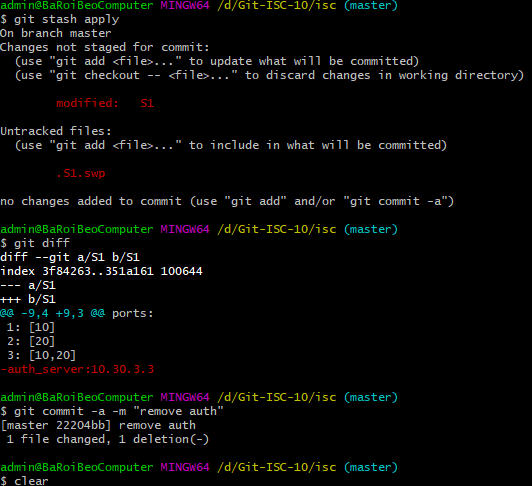 admin@BaRoiBeoComputer MINGW64 /d/Git-ISC-10/isc (master)
$ git stash apply
On branch master
Changes not staged for commit:
  (use "git add <file>..." to update what will be committed)
  (use "git checkout -- <file>..." to discard changes in working directory)

        modified:   S1

Untracked files:
  (use "git add <file>..." to include in what will be committed)

        .S1.swp

no changes added to commit (use "git add" and/or "git commit -a")

admin@BaRoiBeoComputer MINGW64 /d/Git-ISC-10/isc (master)
$ git diff
diff --git a/S1 b/S1
index 3f84263..351a161 100644
--- a/S1
+++ b/S1
@@ -9,4 +9,3 @@ ports:
 1: [10]
 2: [20]
 3: [10,20]
-auth_server:10.30.3.3

admin@BaRoiBeoComputer MINGW64 /d/Git-ISC-10/isc (master)
$ git commit -a -m "remove auth"
[master 22204bb] remove auth
 1 file changed, 1 deletion(-)

admin@BaRoiBeoComputer MINGW64 /d/Git-ISC-10/isc (master)
$ clear